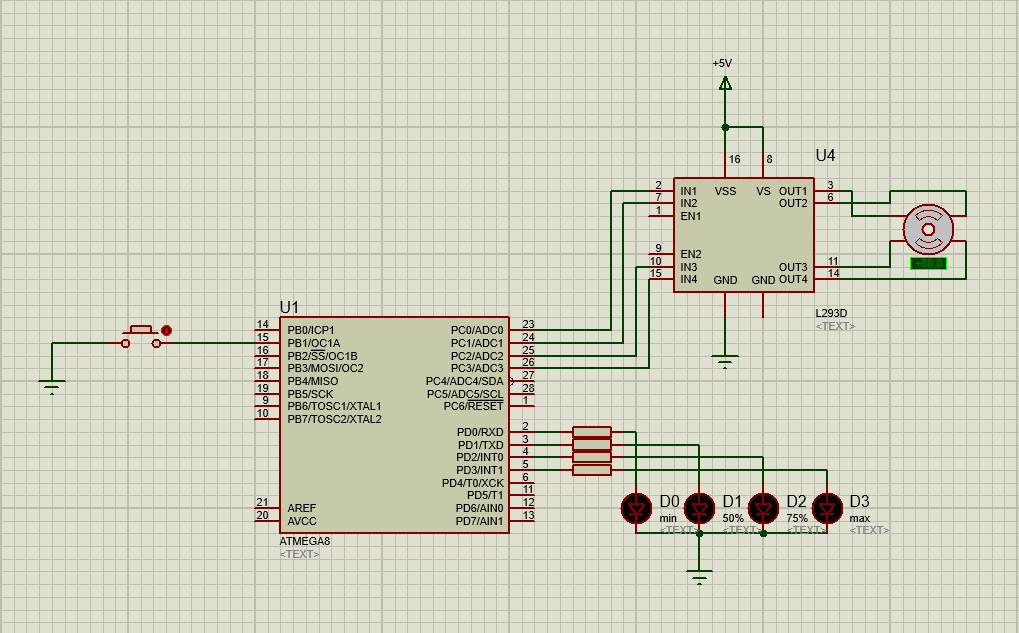 +5V
U4
16
8
2
IN1
VSS
VS
OUT1
3
7
IN2
OUT2
6
1
EN1
9
EN2
10
IN3
OUT3
11
15
IN4
GND
GND
OUT4
14
L293D
<TEXT>
U1
14
PB0/ICP1
15
PB1/OC1A
16
PB2/SS/OC1B
17
PB3/MOSI/OC2
18
PB4/MISO
19
PB5/SCK
9
PB6/TOSC1/XTAL1
10
PB7/TOSC2/XTAL2
21
AREF
20
AVCC
PC0/ADC0
23
PC1/ADC1
24
PC2/ADC2
25
PC3/ADC3
26
PC4/ADC4/SDA
27
PC5/ADC5/SCL
28
PC6/RESET
1
PD0/RXD
2
PD1/TXD
3
PD2/INT0
4
PD3/INT1
5
PD4/T0/XCK
6
PD5/T1
11
PD6/AIN0
12
PD7/AIN1
13
ATMEGA8
<TEXT>
D0
min
<TEXT>
D1
50%
<TEXT>
D2
75%
<TEXT>
D3
max
<TEXT>